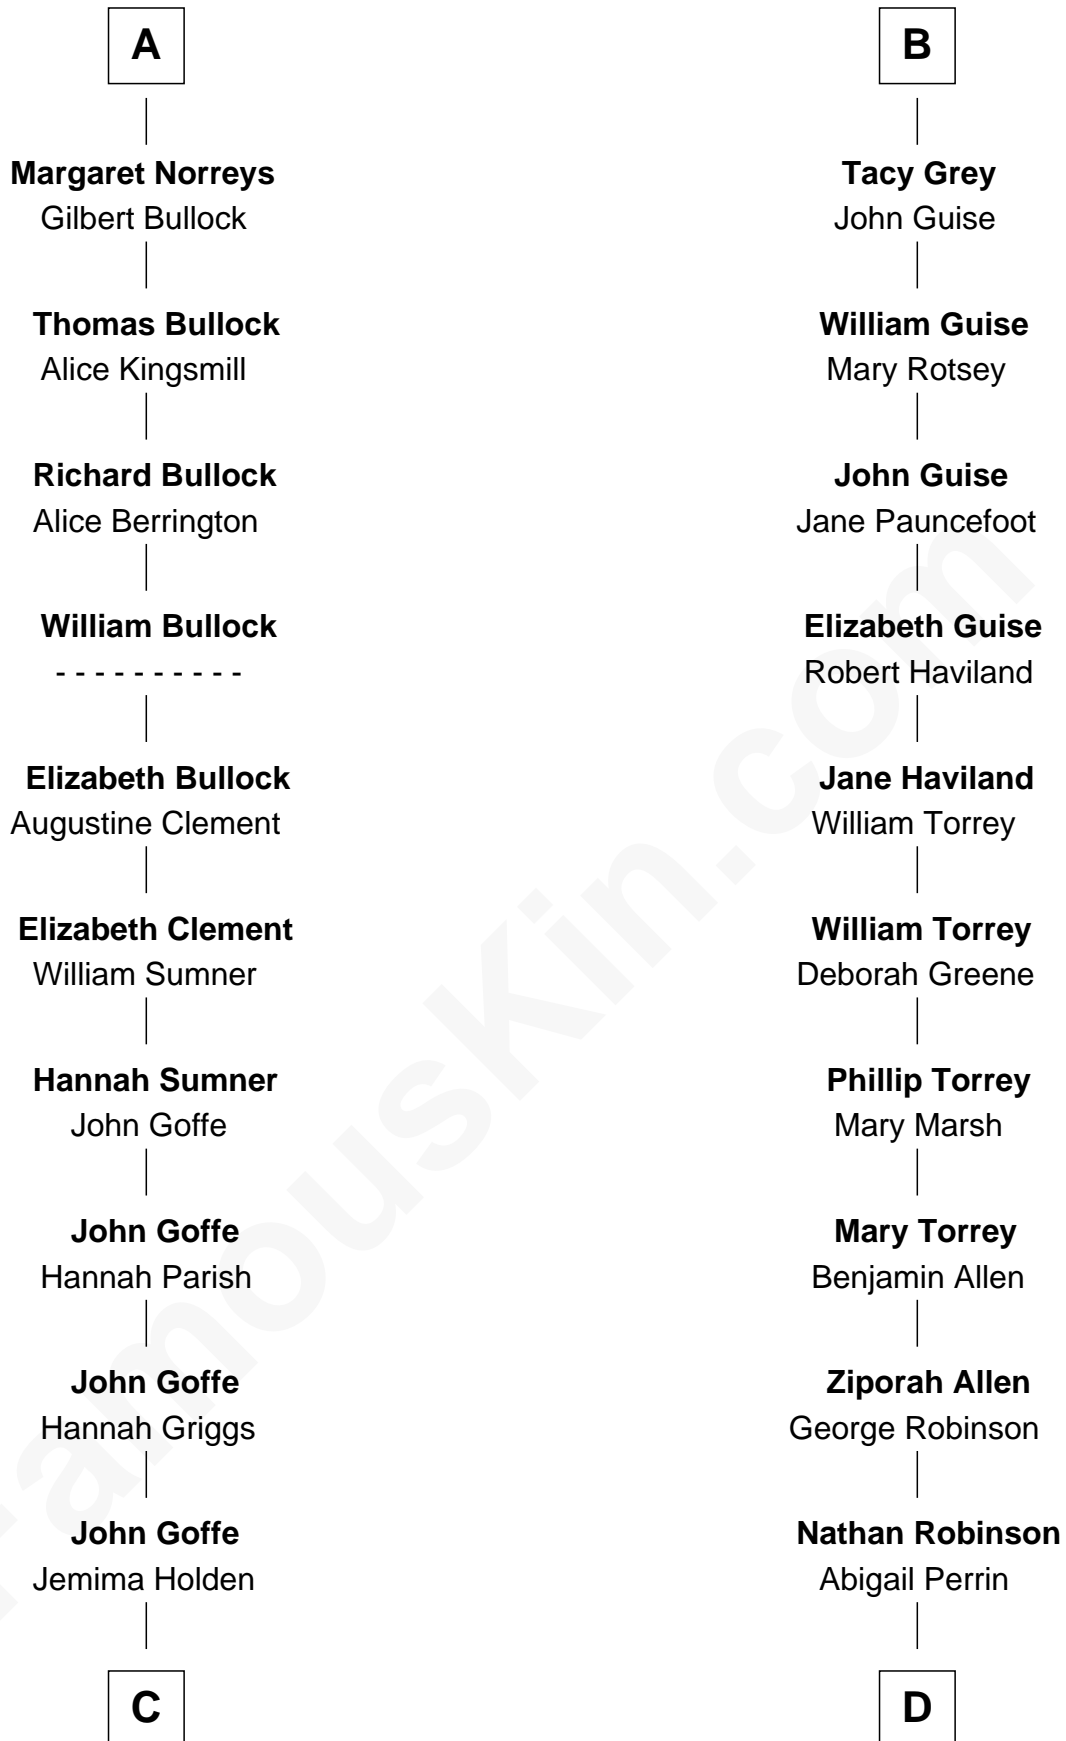 A
Margaret Norreys
Gilbert Bullock
Thomas Bullock
Alice Kingsmill
Richard Bullock
Alice Berrington
William Bullock
- - - - - - - - - -
Elizabeth Bullock
Augustine Clement
Elizabeth Clement
William Sumner
Hannah Sumner
John Goffe
John Goffe
Hannah Parish
John Goffe
Hannah Griggs
John Goffe
Jemima Holden
C
B
Tacy Grey
John Guise
William Guise
Mary Rotsey
John Guise
Jane Pauncefoot
Elizabeth Guise
Robert Haviland
Jane Haviland
William Torrey
William Torrey
Deborah Greene
Phillip Torrey
Mary Marsh
Mary Torrey
Benjamin Allen
Ziporah Allen
George Robinson
Nathan Robinson
Abigail Perrin
D
FamousKin.com